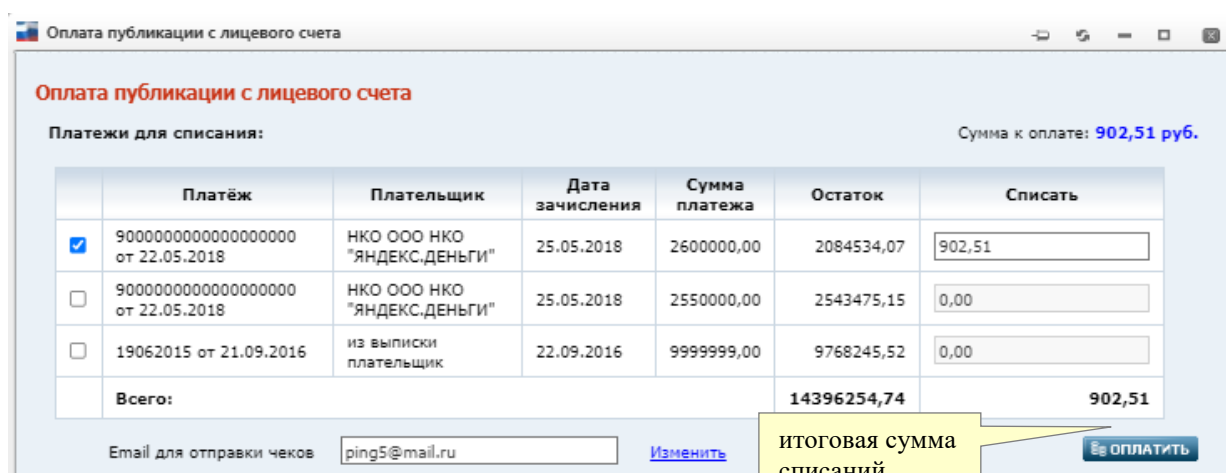 Оплата публикации с лицевого счета
Оплата публикации с лицевого счета
Платежи для списания: Сумма к оплате: 902,51 руб.
Платёж Плательщик Дата зачисления Сумма платежа Остаток Списать
9000000000000000000 от 22.05.2018 НКО ООО НКО "ЯНДЕКС.ДЕНЬГИ" 25.05.2018 2600000,00 2084534,07 902,51
9000000000000000000 от 22.05.2018 НКО ООО НКО "ЯНДЕКС.ДЕНЬГИ" 25.05.2018 2550000,00 2543475,15 0,00
19062015 от 21.09.2016 из выписки плательщик 22.09.2016 9999999,00 9768245,52 0,00
Всего: 14396254,74 902,51
Email для отправки чеков ping5@mail.ru Изменить ОПЛАТИТЬ
итоговая сумма
списаний